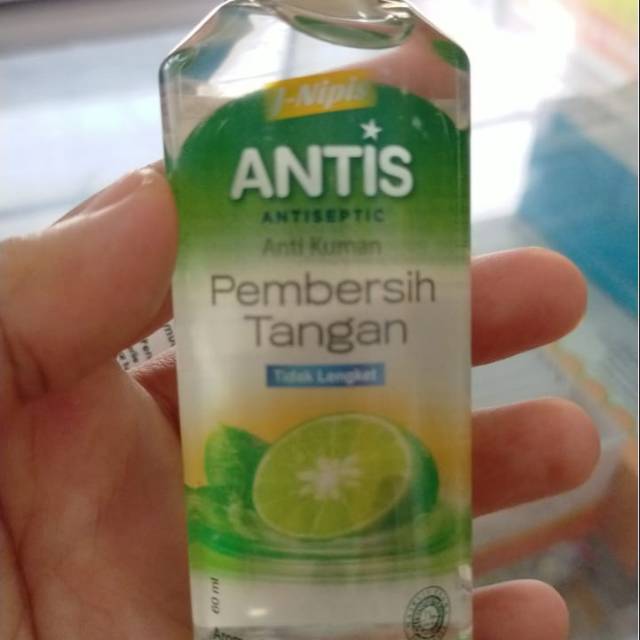 J-Nipis
ANTIS
ANTISEPTIC
Anti Kuman
Pembersih
Tangan
Tidak Lengket
60 ml